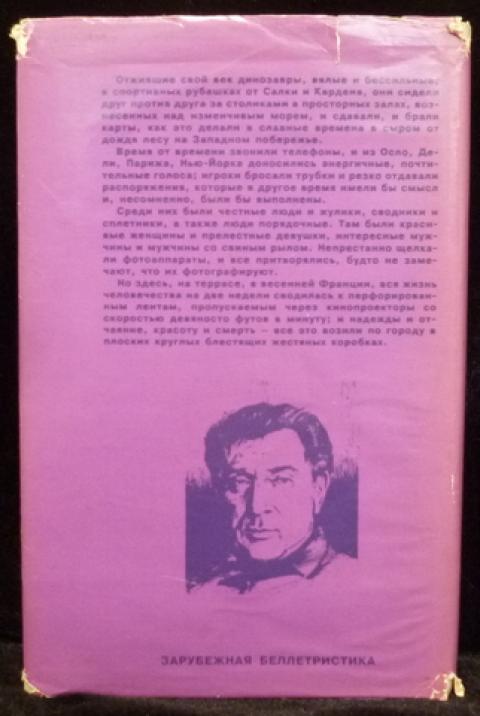 Отжившие свой век динозавры, вялые и бессильные,
в спортивных рубашках от Салки и Кардена, они сидели
друг против друга за столиками в просторных залах, воз-
несенных над изменчивым морем, и сдавали, и брали
карты, как это делали в славные времена в сыром от
дождя лесу на Западном побережье.
Время от времени звонили телефоны, и из Осло, Де-
ли, Парижа, Нью-Йорка доносились энергичные, почти-
тельные голоса; игроки бросали трубки и резко отдавали
распоряжения, которые в другое время имели бы смысл
и, несомненно, были бы выполнены.
Среди них были честные люди и жулики, сводники и
сплетники, а также люди порядочные. Там были краси-
вые женщины и прелестные девушки, интересные муж-
чины и мужчины со свиным рылом. Непрестанно щелка-
ли фотоаппараты, и все притворялись, будто не заме-
чают, что их фотографируют.
Но здесь, на террасе, в весенней Франции, вся жизнь
человечества на две недели сводилась к перфорирован-
ным лентам, пропускаемым через кинопроекторы со
скоростью девяносто футов в минуту; и надежды и от-
чаяние, красоту и смерть — все это возили по городу в
плоских круглых блестящих жестяных коробках.
ЗАРУБЕЖНАЯ БЕЛЛЕТРИСТИКА